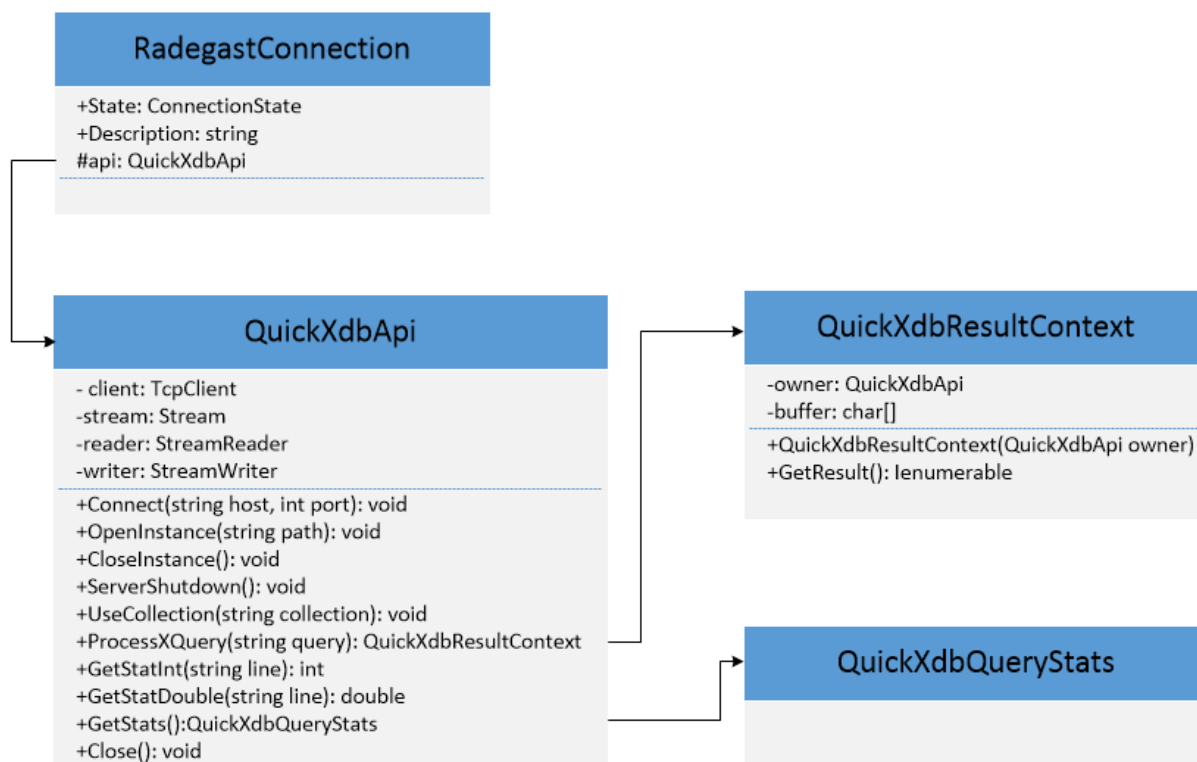 RadegastConnection
+State: ConnectionState
+Description: string
#api: QuickXdbApi
QuickXdbApi
- client: TcpClient
-stream: Stream
-reader: StreamReader
-writer: StreamWriter
+Connect(string host, int port): void
+OpenInstance(string path): void
+CloseInstance(): void
+ServerShutdown(): void
+UseCollection(string collection): void
+ProcessXQuery(string query): QuickXdbResultContext
+GetStatInt(string line): int
+GetStatDouble(string line): double
+GetStats():QuickXdbQueryStats
+Close(): void
QuickXdbResultContext
-owner: QuickXdbApi
-buffer: char[]
+QuickXdbResultContext(QuickXdbApi owner)
+GetResult(): Ienumerable
QuickXdbQueryStats